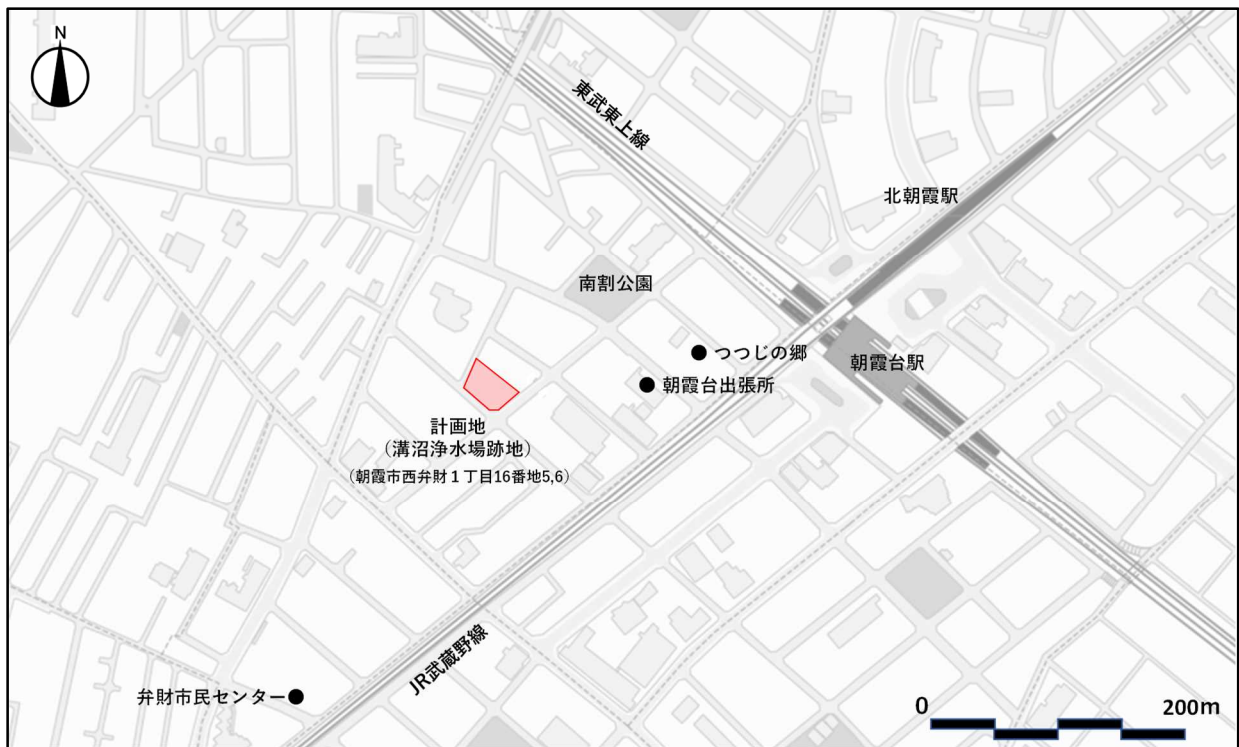 N
東武東上線
北朝霞駅
南割公園
つつじの郷
朝霞台駅
朝霞台出張所
計画地
（溝沼浄水場跡地）
（朝霞市西弁財１丁目16番地5,6）
JR武蔵野線
弁財市民センター
0 200m